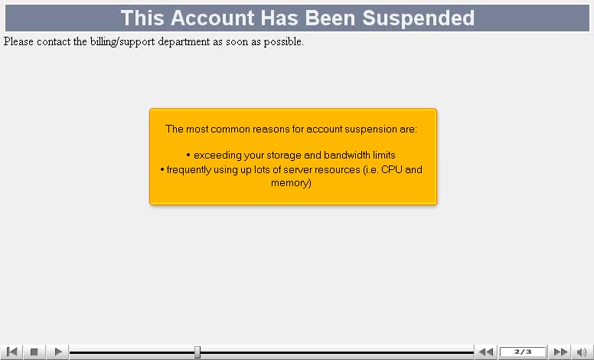 This Account Has Been Suspended
Please contact the billing/support department as soon as possible.
The most common reasons for account suspension are:
• exceeding your storage and bandwidth limits
• frequently using up lots of server resources (i.e. CPU and
memory)
2/3